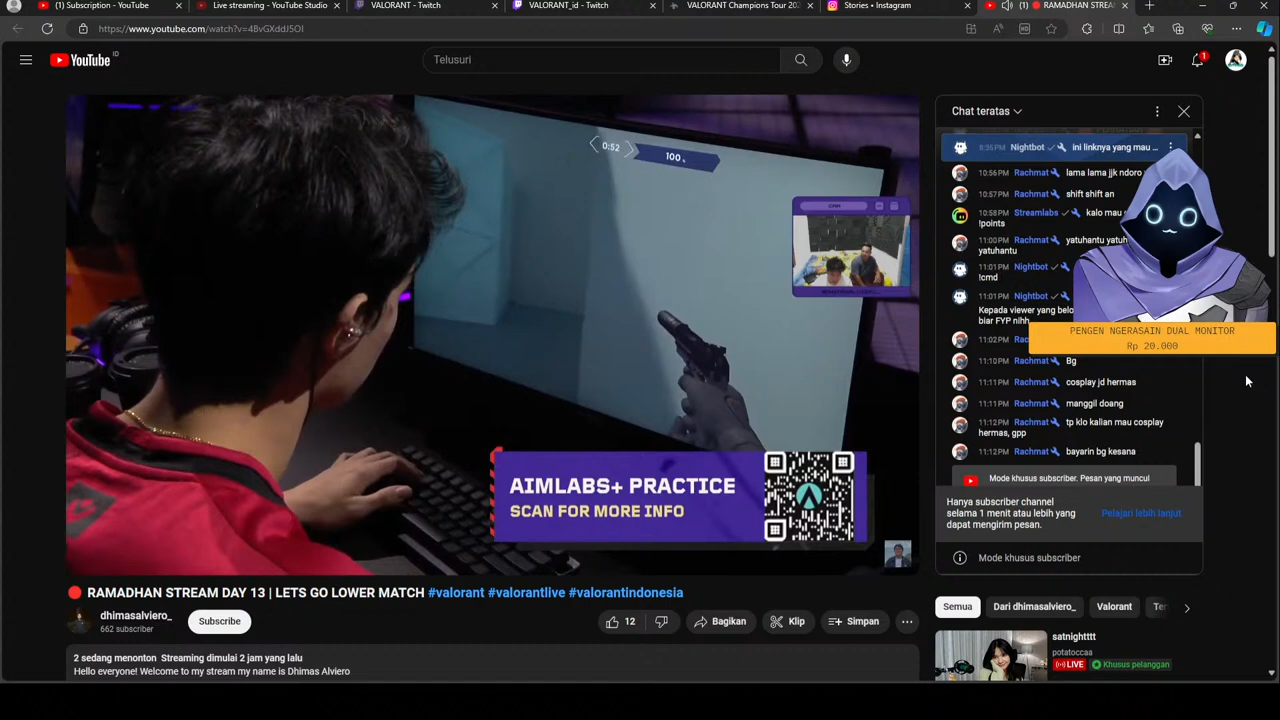 (1) Subscription - YouTube
Live streaming - YouTube Studio
VALORANT - Twitch
VALORANT_id - Twitch
VALORANT Champions Tour 202
Stories • Instagram
(1) 🔴 RAMADHAN STREAM
https://www.youtube.com/watch?v=4BvGXddJ5OI
YouTube ID
Telusuri
1
0:52
100
AIMLABS+ PRACTICE
SCAN FOR MORE INFO
Chat teratas
8:35PM Nightbot ini linknya yang mau ...
10:56PM Rachmat lama lama jjk ndoro
10:57PM Rachmat shift shift an
10:58PM Streamlabs kalo mau
!points
11:00PM Rachmat yatuhantu yatuh
yatuhantu
11:01PM Nightbot
!cmd
11:01PM Nightbot
Kepada viewer yang belo
biar FYP nihh
PENGEN NGERASAIN DUAL MONITOR
Rp 20.000
11:02PM Rac
11:10PM Rachmat Bg
11:11PM Rachmat cosplay jd hermas
11:11PM Rachmat manggil doang
11:12PM Rachmat tp klo kalian mau cosplay
hermas, gpp
11:12PM Rachmat bayarin bg kesana
Mode khusus subscriber. Pesan yang muncul
Hanya subscriber channel
selama 1 menit atau lebih yang
dapat mengirim pesan.
Pelajari lebih lanjut
Mode khusus subscriber
🔴 RAMADHAN STREAM DAY 13 | LETS GO LOWER MATCH #valorant #valorantlive #valorantindonesia
dhimasalviero_
662 subscriber
Subscribe
12
Bagikan
Klip
Simpan
2 sedang menonton Streaming dimulai 2 jam yang lalu
Hello everyone! Welcome to my stream my name is Dhimas Alviero
Semua
Dari dhimasalviero_
Valorant
Ter
satnightttt
potatoccaa
LIVE
Khusus pelanggan